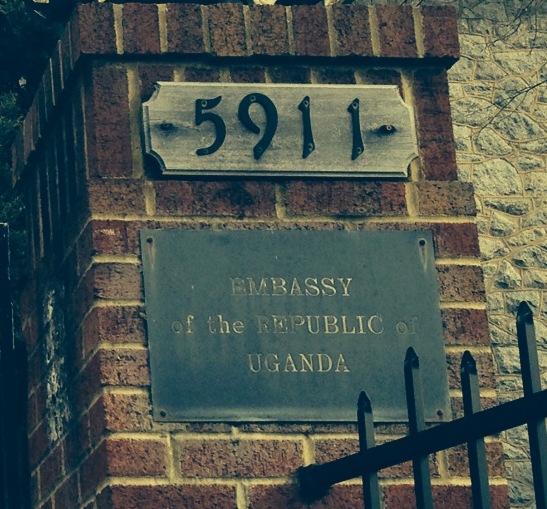 5911
EMBASSY
of the REPUBLIC of
UGANDA